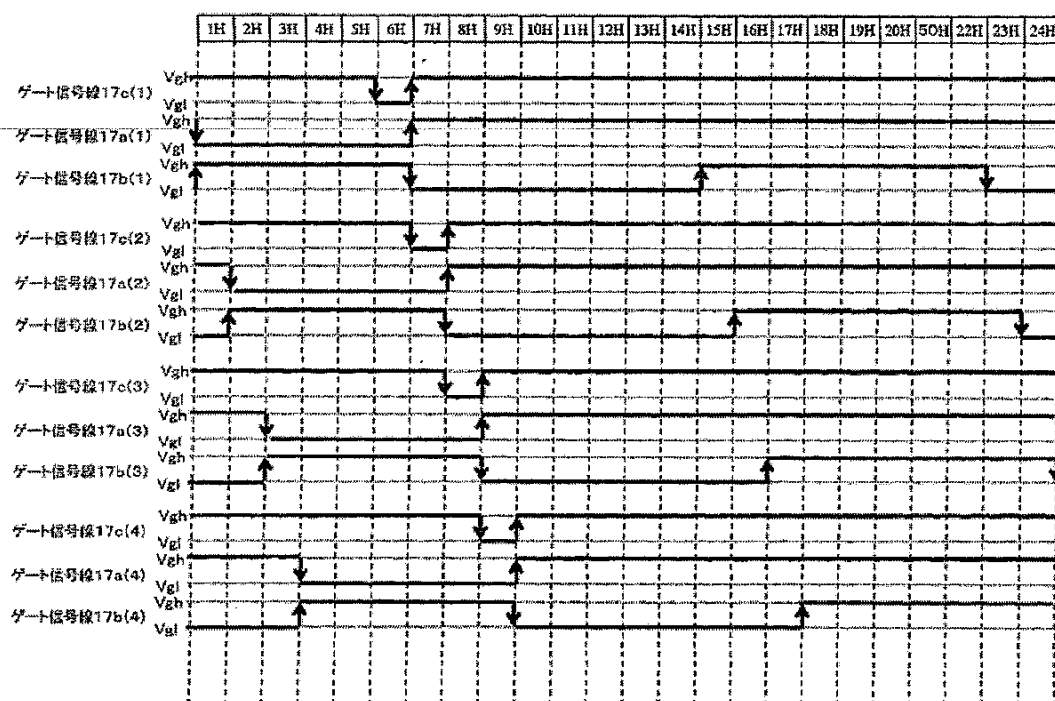 1H 2H 3H 4H 5H 6H 7H 8H 9H 10H 11H 12H 13H 14H 15H 16H 17H 18H 19H 20H 5OH 22H 23H 24H
Vgh
ゲート信号線17c(1)
Vgl
Vgh
ゲート信号線17a(1)
Vgl
Vgh
ゲート信号線17b(1)
Vgl
Vgh
ゲート信号線17c(2)
Vgl
Vgh
ゲート信号線17a(2)
Vgl
Vgh
ゲート信号線17b(2)
Vgl
Vgh
ゲート信号線17c(3)
Vgl
Vgh
ゲート信号線17a(3)
Vgl
Vgh
ゲート信号線17b(3)
Vgl
Vgh
ゲート信号線17c(4)
Vgl
Vgh
ゲート信号線17a(4)
Vgl
Vgh
ゲート信号線17b(4)
Vgl